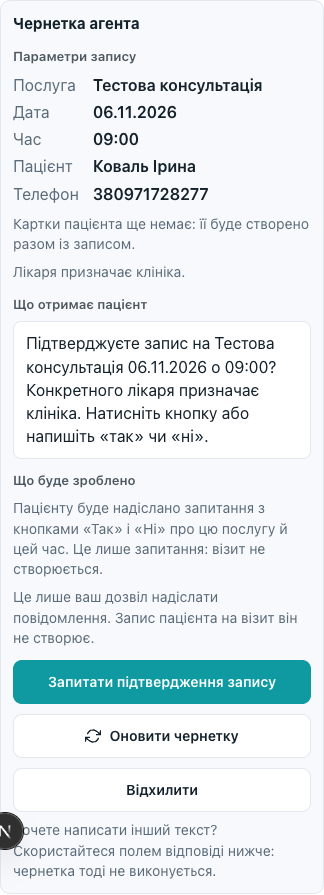 Чернетка агента
Параметри запису
Послуга Тестова консультація
Дата 06.11.2026
Час 09:00
Пацієнт Коваль Ірина
Телефон 380971728277
Картки пацієнта ще немає: її буде створено
разом із записом.
Лікаря призначає клініка.
Що отримає пацієнт
Підтверджуєте запис на Тестова
консультація 06.11.2026 о 09:00?
Конкретного лікаря призначає
клініка. Натисніть кнопку або
напишіть «так» чи «ні».
Що буде зроблено
Пацієнту буде надіслано запитання з
кнопками «Так» і «Ні» про цю послугу й
цей час. Це лише запитання: візит не
створюється.
Це лише ваш дозвіл надіслати
повідомлення. Запис пацієнта на візит він
не створює.
Запитати підтвердження запису
Оновити чернетку
Відхилити
N
написати інший текст?
Скористайтеся полем відповіді нижче:
чернетка тоді не виконується.